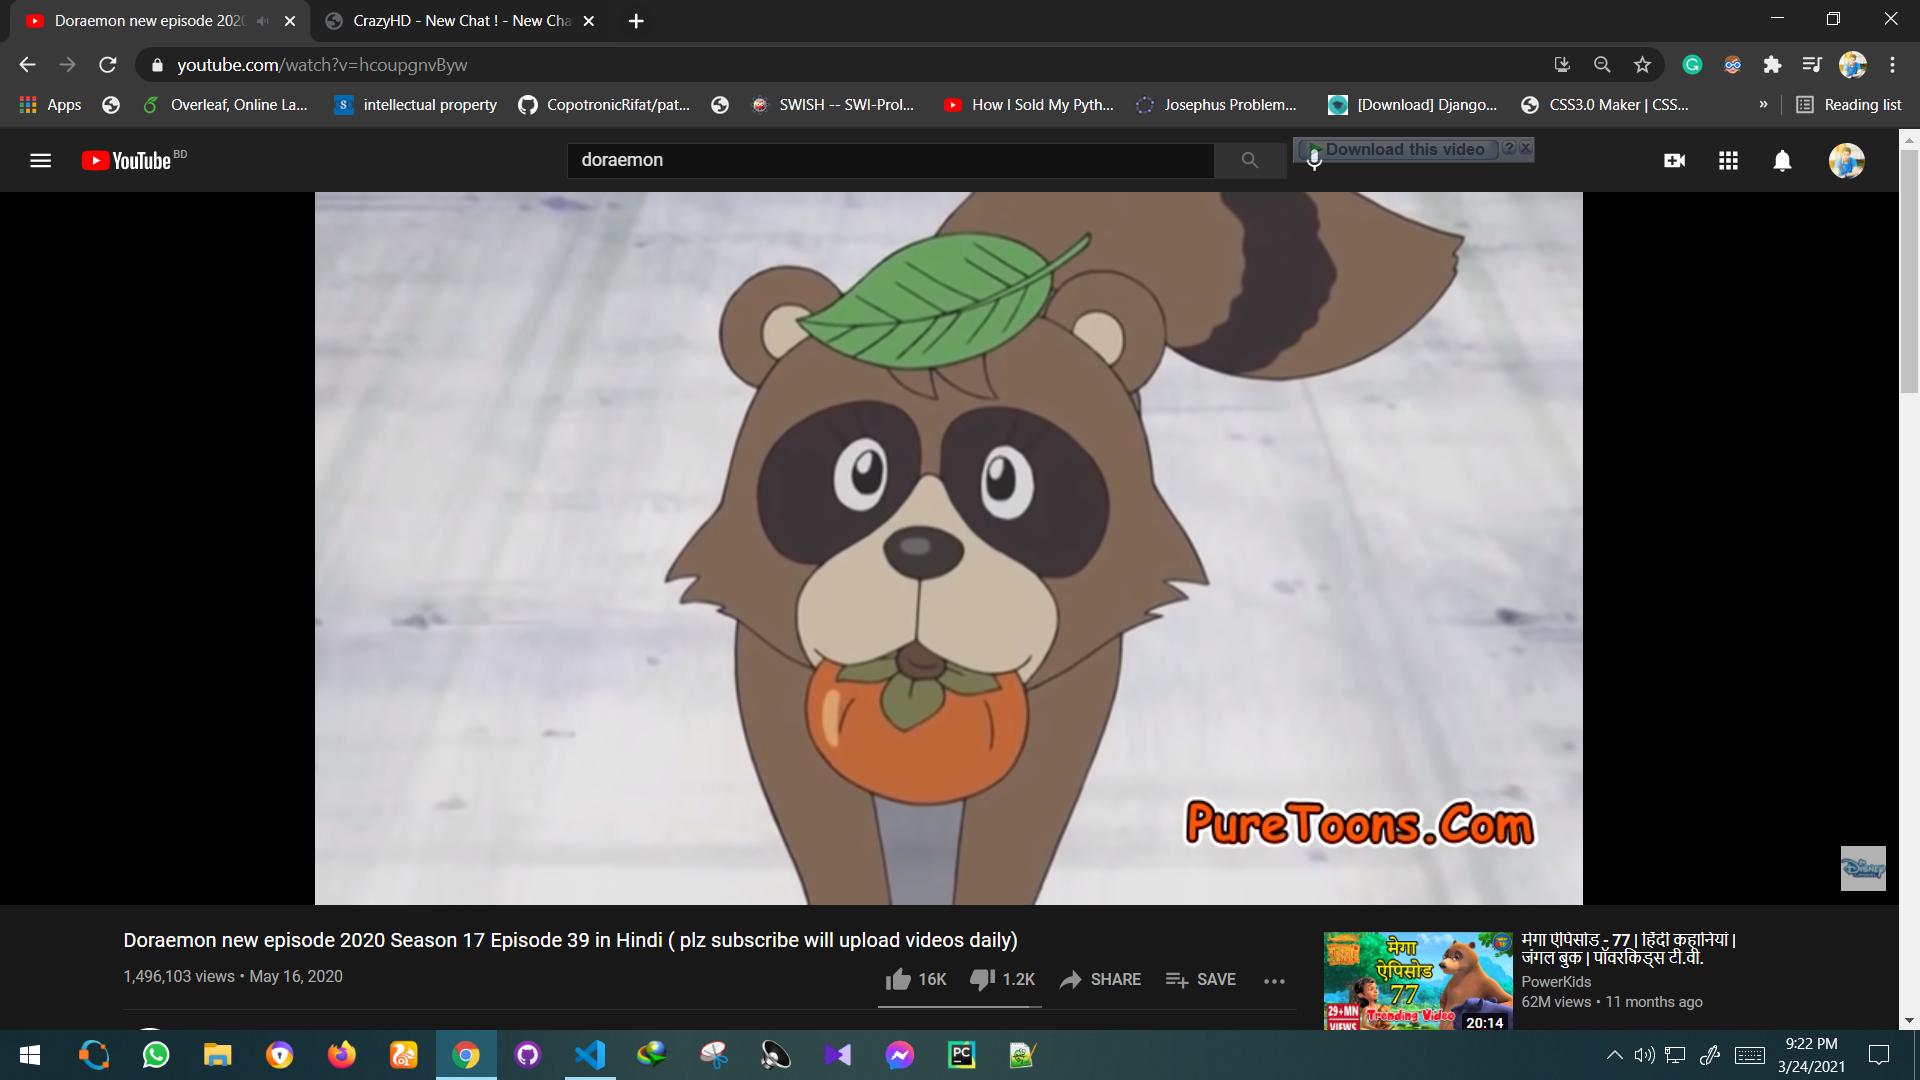 Doraemon new episode 202
CrazyHD - New Chat ! - New Cha
youtube.com/watch?v=hcoupgnvByw
Apps
Overleaf, Online La...
S
intellectual property
CopotronicRifat/pat...
SWISH -- SWI-Prol...
How I Sold My Pyth...
Josephus Problem...
[Download] Django...
CSS3.0 Maker | CSS...
»
Reading list
YouTube BD
doraemon
Download this video
PureToons.Com
Disney
Doraemon new episode 2020 Season 17 Episode 39 in Hindi ( plz subscribe will upload videos daily)
1,496,103 views • May 16, 2020
16K
1.2K
SHARE
SAVE
मेगा ऐपिसोड 77
29+MN VIEWS
Trending Video
20:14
मेगा ऐपिसोड - 77 | हिंदी कहानियां |
जंगल बुक | पॉवरकिड्स टी.वी.
PowerKids
62M views • 11 months ago
PC
9:22 PM
3/24/2021